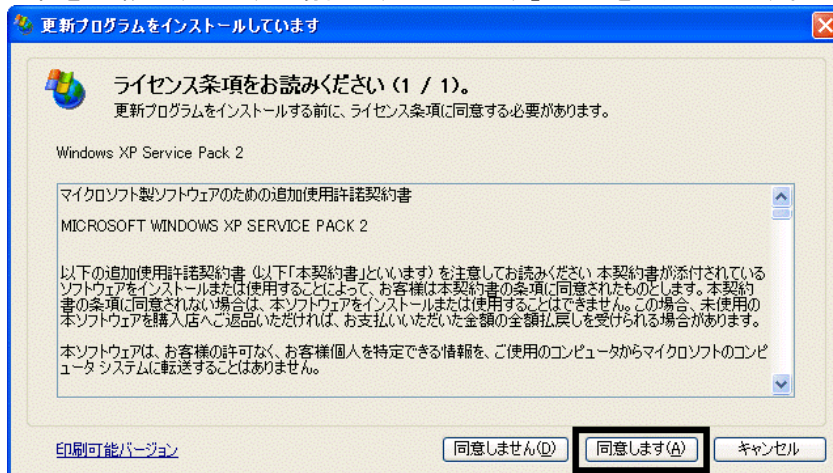 更新プログラムをインストールしています
ライセンス条項をお読みください (1 / 1)。
更新プログラムをインストールする前に、ライセンス条項に同意する必要があります。
Windows XP Service Pack 2
マイクロソフト製ソフトウェアのための追加使用許諾契約書
MICROSOFT WINDOWS XP SERVICE PACK 2
以下の追加使用許諾契約書 (以下「本契約書」といいます) を注意してお読みください 本契約書が添付されている
ソフトウェアをインストールまたは使用することによって、お客様は本契約書の条項に同意されたものとします。本契約
書の条項に同意されない場合は、本ソフトウェアをインストールまたは使用することはできません。この場合、未使用の
本ソフトウェアを購入店へご返品いただければ、お支払いいただいた金額の全額払戻しを受けられる場合があります。
本ソフトウェアは、お客様の許可なく、お客様個人を特定できる情報を、ご使用のコンピュータからマイクロソフトのコンピ
ュータ システムに転送することはありません。
印刷可能バージョン
同意しません(D)
同意します(A)
キャンセル